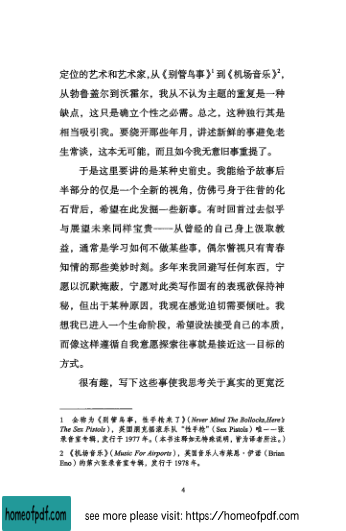 定位的艺术和艺术家，从《别管鸟事》¹到《机场音乐》²，
从勃鲁盖尔到沃霍尔，我从不认为主题的重复是一种
缺点，这只是确立个性之必需。总之，这种独行其是
相当吸引我。要绕开那些年月，讲述新鲜的事避免老
生常谈，这本无可能，而且如今我无意旧事重提了。
于是这里要讲的是某种史前史。我能给予故事后
半部分的仅是一个全新的视角，仿佛弓身于往昔的化
石背后，希望在此发掘一些新事。有时回首过去似乎
与展望未来同样宝贵——从曾经的自己身上汲取教
益，通常是学习如何不做某些事，偶尔瞥视只有青春
知情的那些美妙时刻。多年来我回避写任何东西，宁
愿以沉默掩蔽，宁愿对此类写作固有的表现欲保持神
秘，但出于某种原因，我现在感觉迫切需要倾吐。我
想我已进入一个生命阶段，希望设法接受自己的本质，
而像这样遵循自我意愿探索往事就是接近这一目标的
方式。
很有趣，写下这些事使我思考关于真实的更宽泛
1 全称为《别管鸟事，性手枪来了》（Never Mind The Bollocks,Here's
The Sex Pistols），英国朋克摇滚乐队“性手枪”（Sex Pistols）唯一一张
录音室专辑，发行于 1977 年。（本书注释如无特殊说明，皆为译者所注。）
2 《机场音乐》（Music For Airports），英国音乐人布莱恩·伊诺（Brian
Eno）的第六张录音室专辑，发行于 1978 年。
4
homeofpdf.com
see more please visit: https://homeofpdf.com